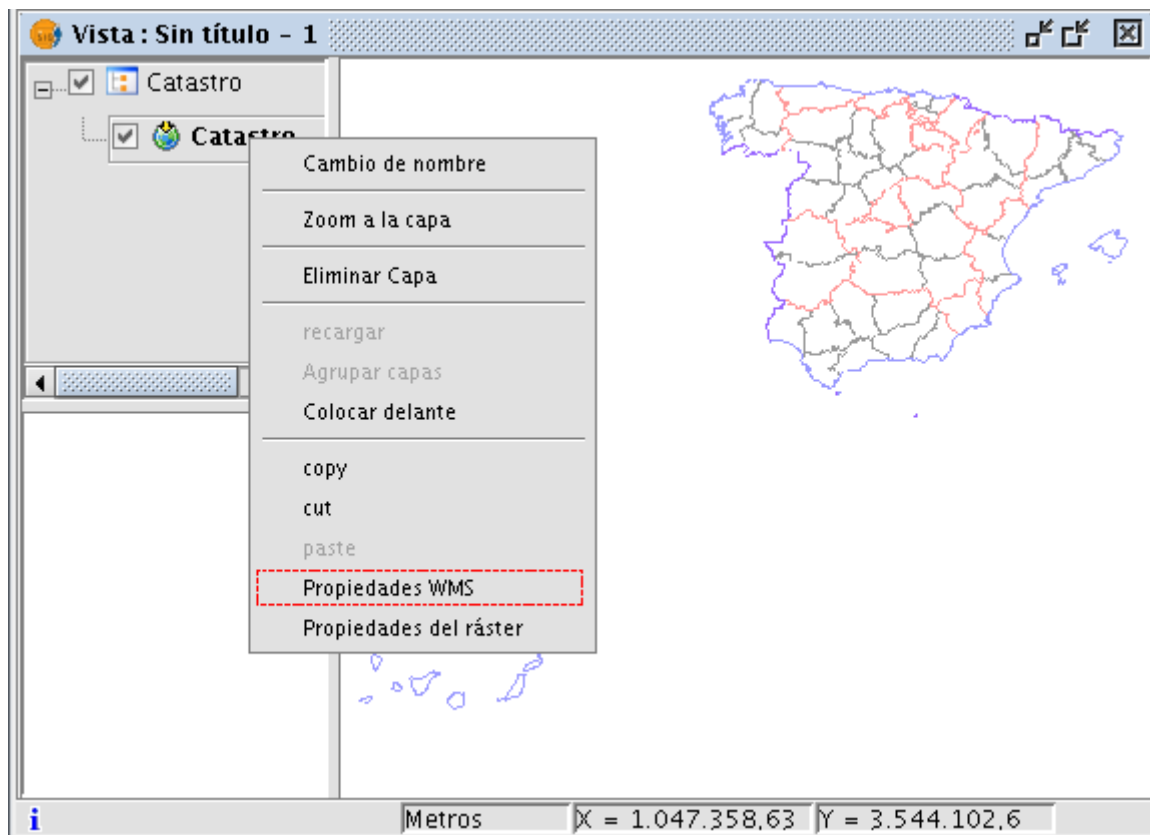 Vista : Sin título - 1
Catastro
Catastro
Cambio de nombre
Zoom a la capa
Eliminar Capa
recargar
Agrupar capas
Colocar delante
copy
cut
paste
Propiedades WMS
Propiedades del ráster
Metros
X = 1.047.358,63
Y = 3.544.102,6